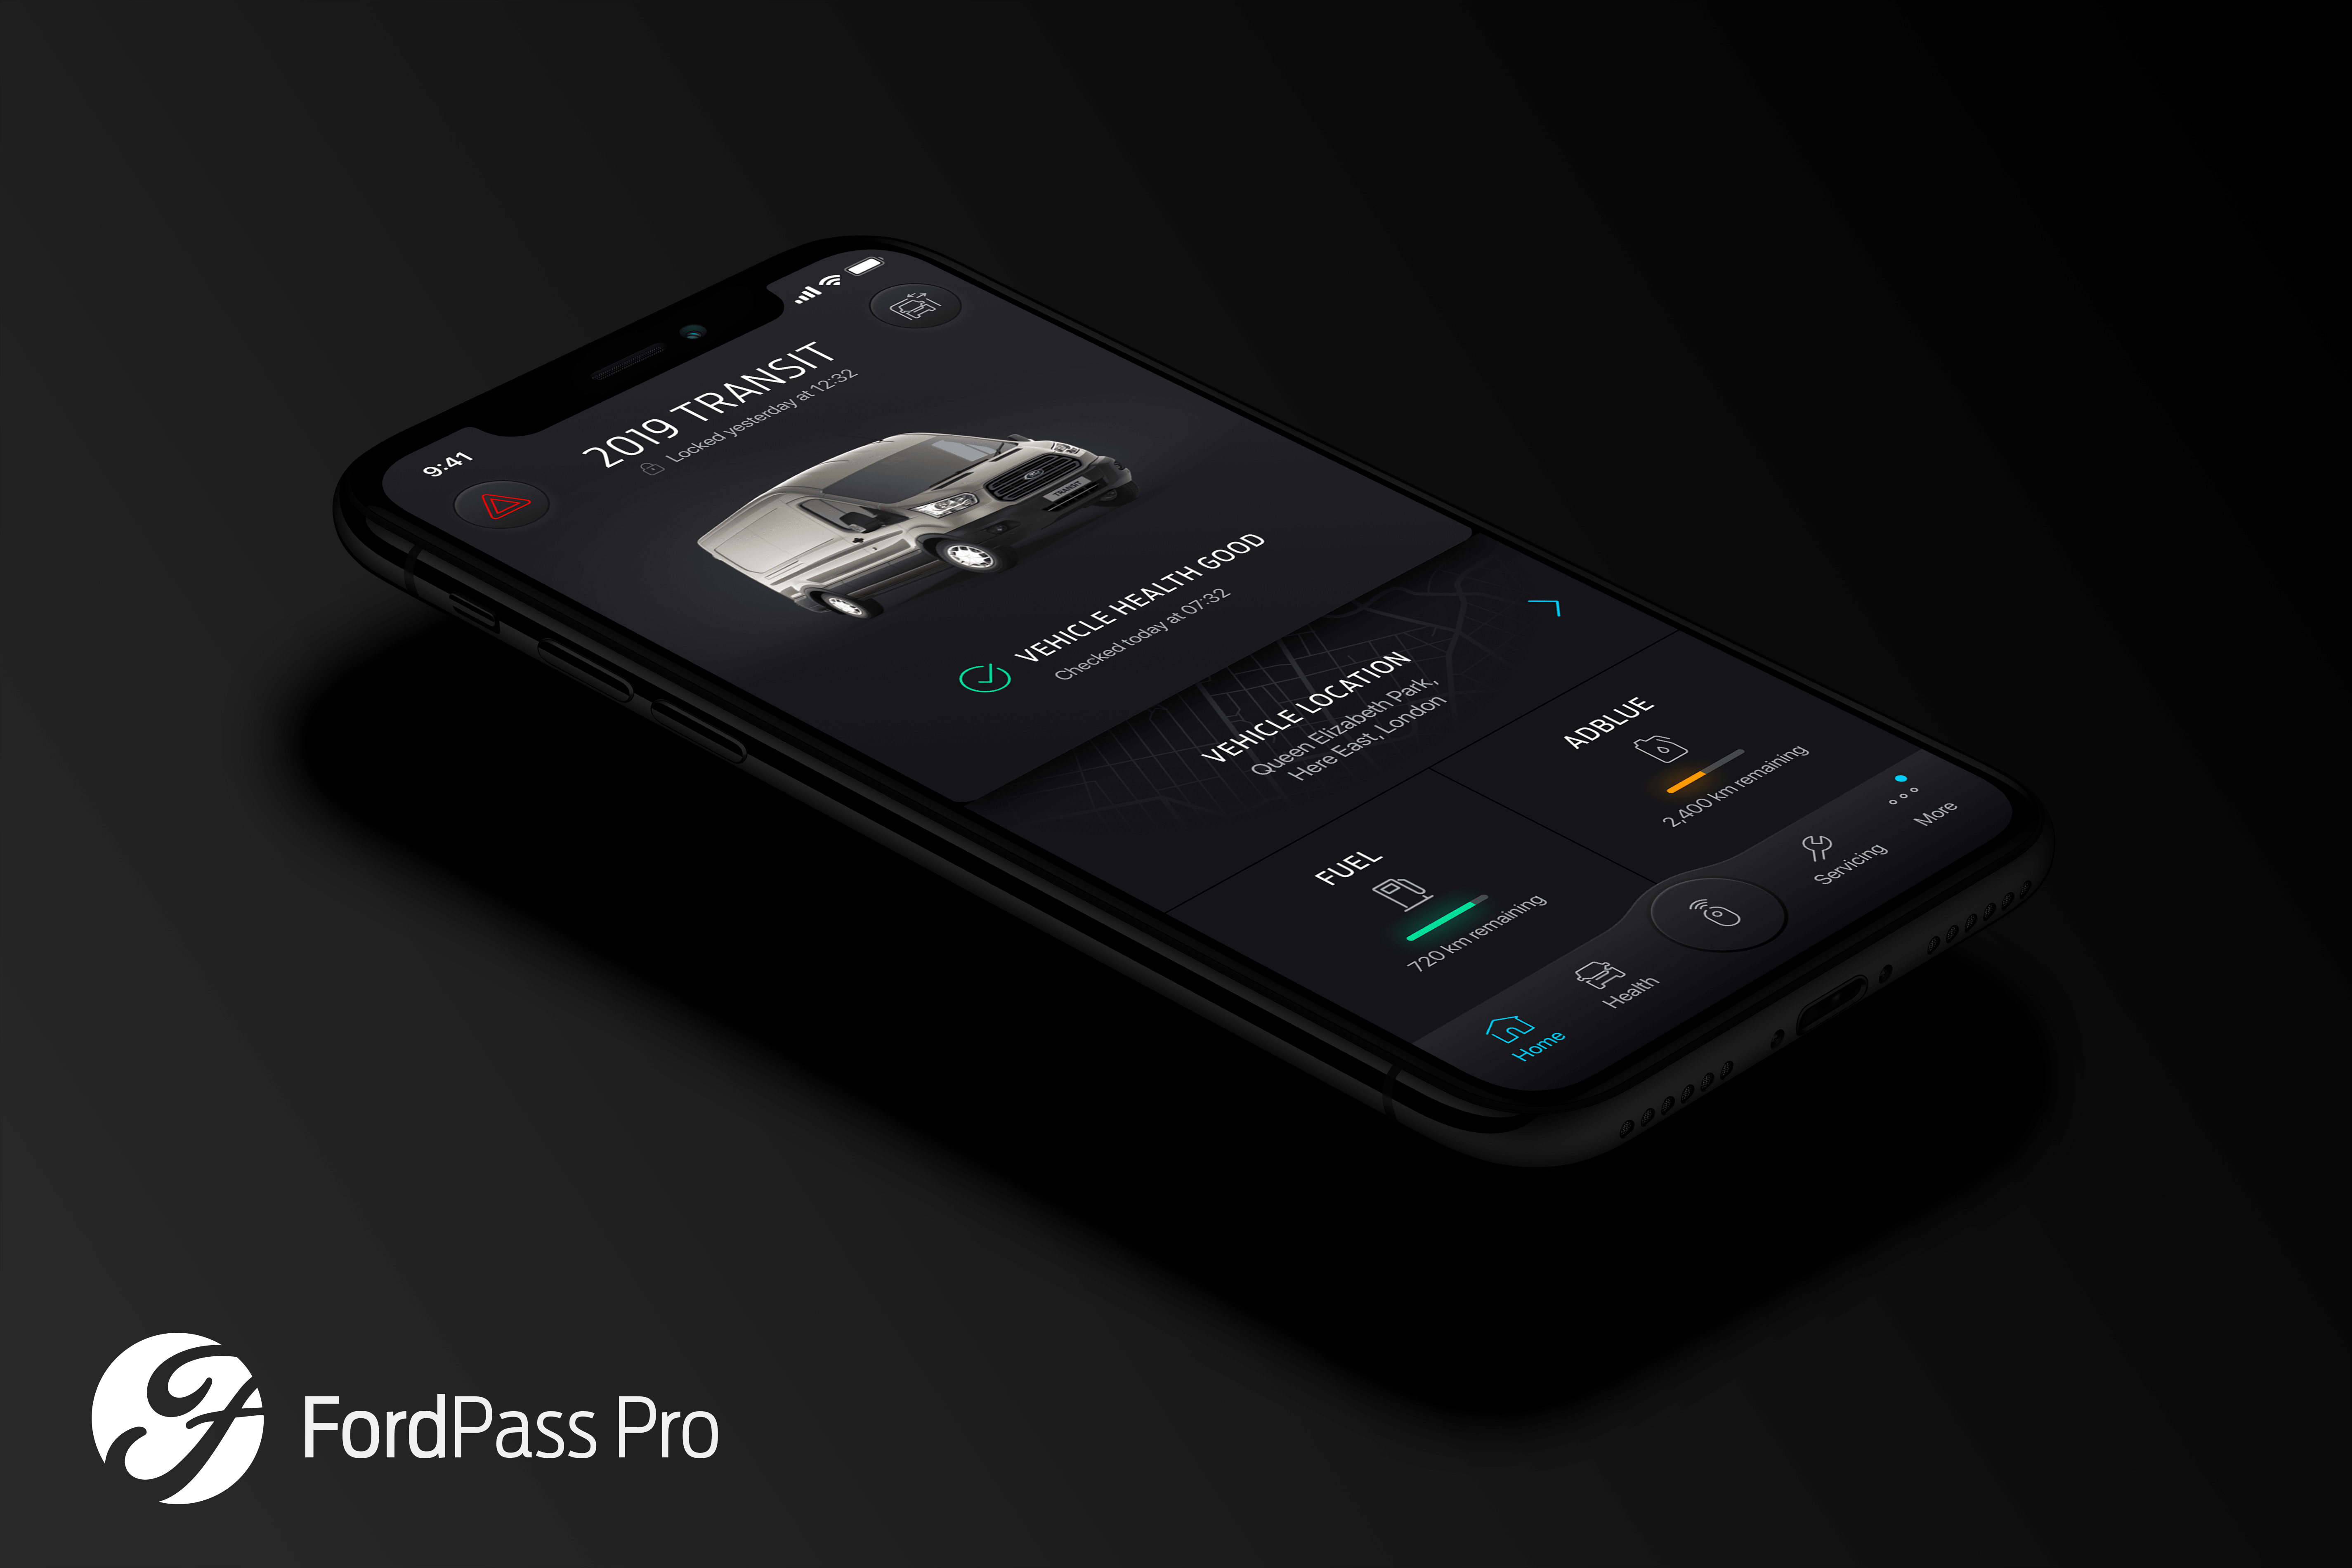 9:41
2019 TRANSIT
Locked yesterday at 12:32
TRANSIT
VEHICLE HEALTH GOOD
Checked today at 07:32
VEHICLE LOCATION
Queen Elizabeth Park,
Here East, London
FUEL
720 km remaining
ADBLUE
2,400 km remaining
Home
Health
Servicing
More
FordPass Pro